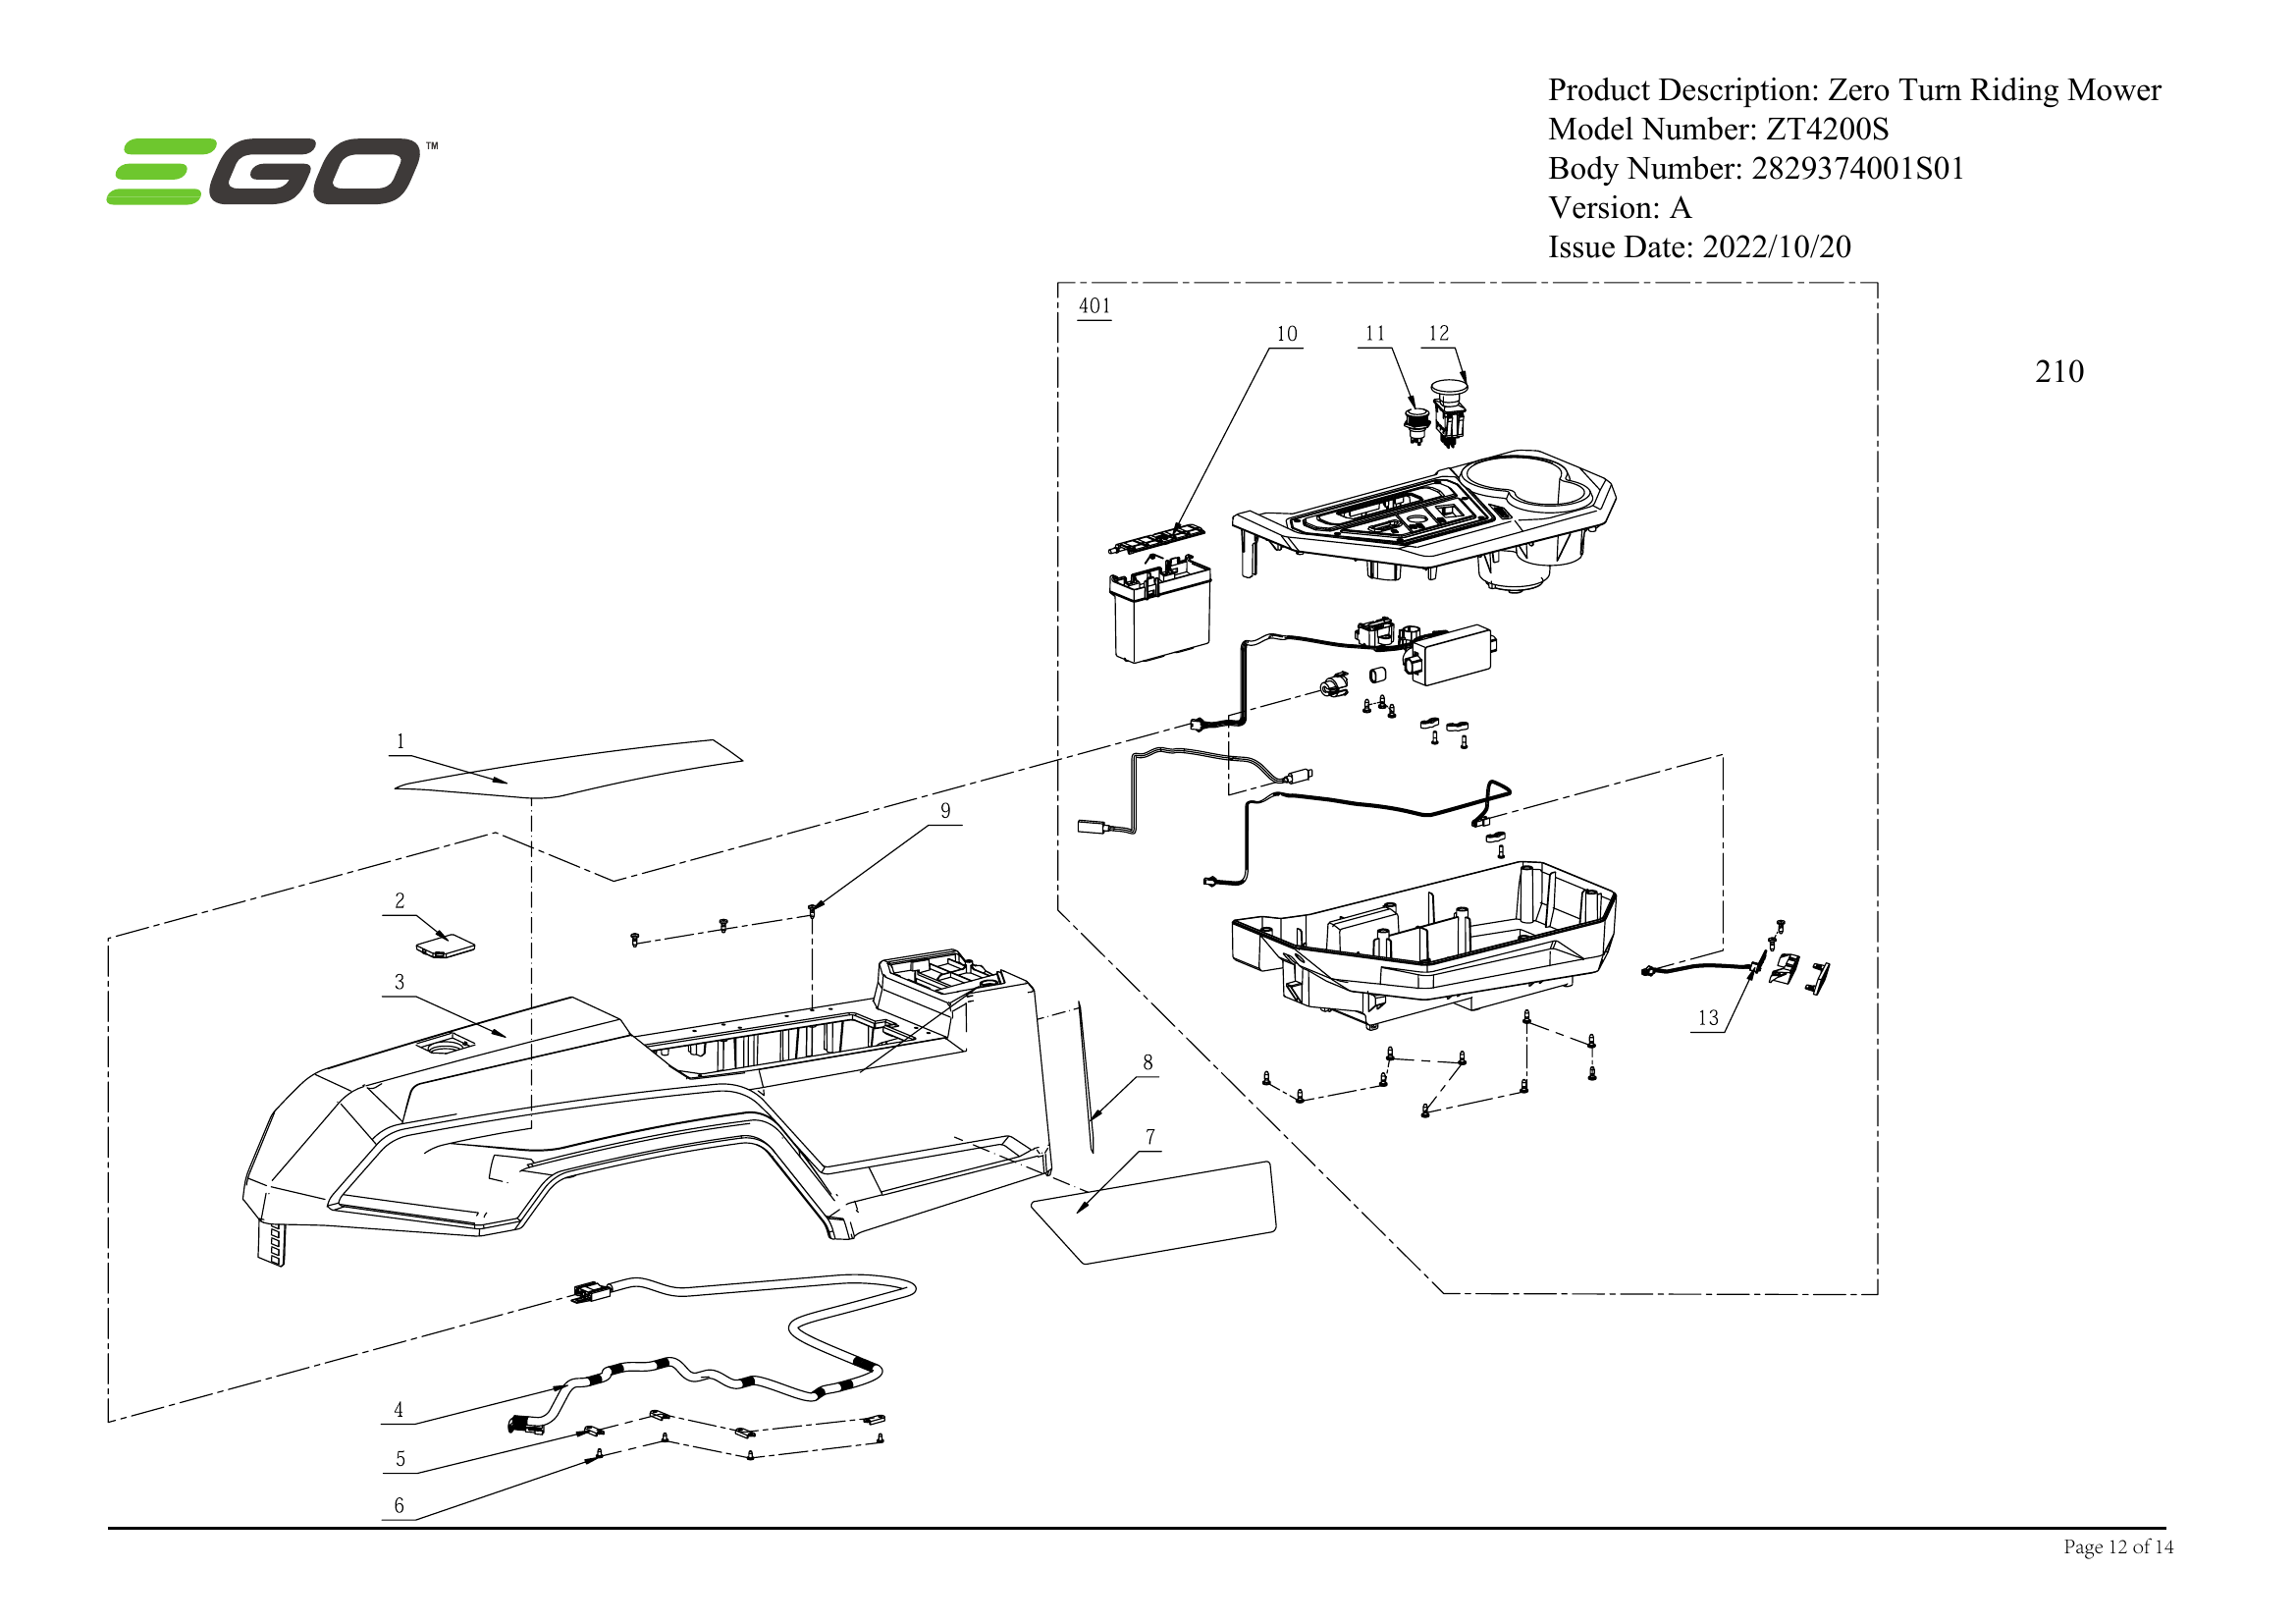 EGO™
Product Description: Zero Turn Riding Mower
Model Number: ZT4200S
Body Number: 2829374001S01
Version: A
Issue Date: 2022/10/20
401
10
11
12
210
1
9
2
3
13
8
7
4
5
6
Page 12 of 14